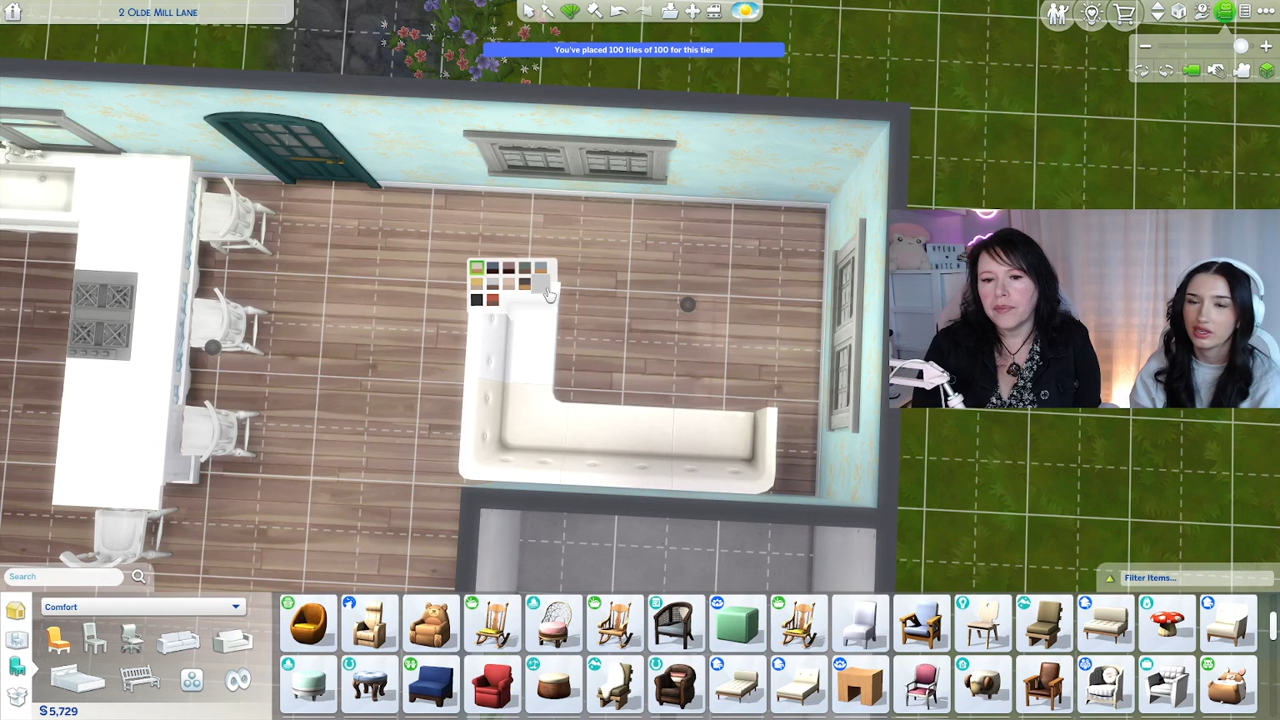 2 OLDE MILL LANE
You've placed 100 tiles of 100 for this tier
Search
Filter Items...
Comfort
§5,729